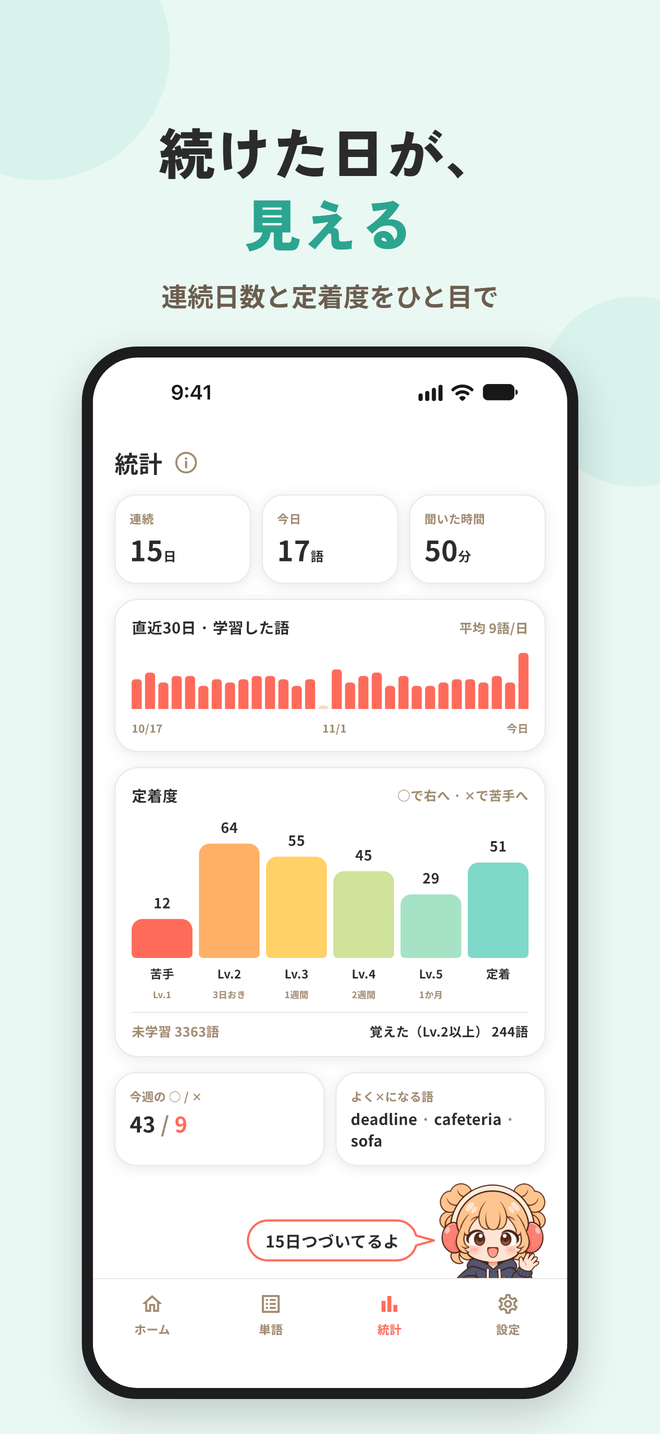 続けた日が、
見える
連続日数と定着度をひと目で
9:41
統計
連続
15日
今日
17語
聞いた時間
50分
直近30日・学習した語
平均 9語/日
10/17
11/1
今日
定着度
○で右へ・×で苦手へ
12
64
55
45
29
51
苦手
Lv.2
Lv.3
Lv.4
Lv.5
定着
Lv.1
3日おき
1週間
2週間
1か月
未学習 3363語
覚えた（Lv.2以上） 244語
今週の ○ / ×
43 / 9
よく×になる語
deadline・cafeteria・
sofa
15日つづいてるよ
ホーム
単語
統計
設定